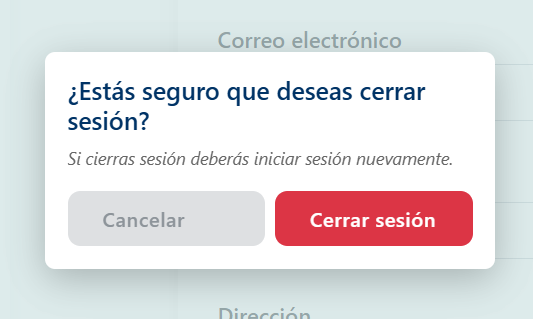 Correo electrónico
¿Estás seguro que deseas cerrar
sesión?
Si cierras sesión deberás iniciar sesión nuevamente.
Cancelar
Cerrar sesión
Dirección